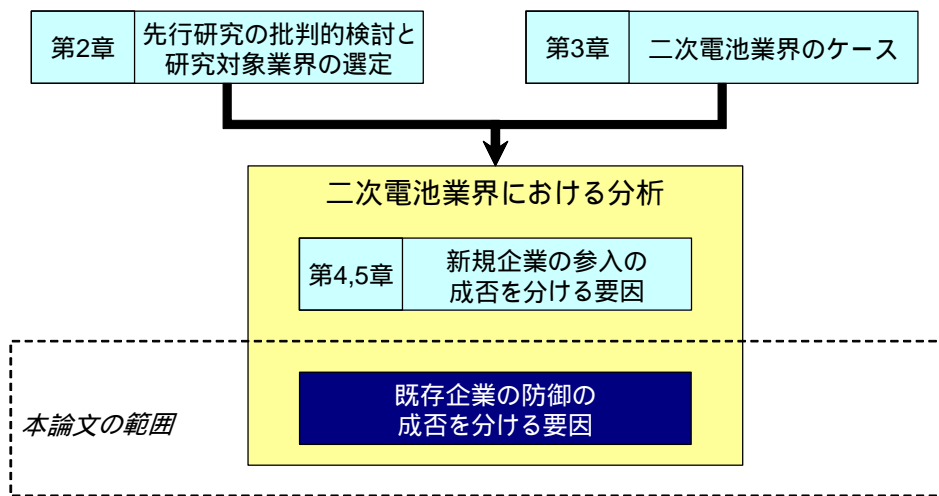 第2章
先行研究の批判的検討と
研究対象業界の選定
第3章
二次電池業界のケース
二次電池業界における分析
第4,5章
新規企業の参入の
成否を分ける要因
既存企業の防御の
成否を分ける要因
本論文の範囲